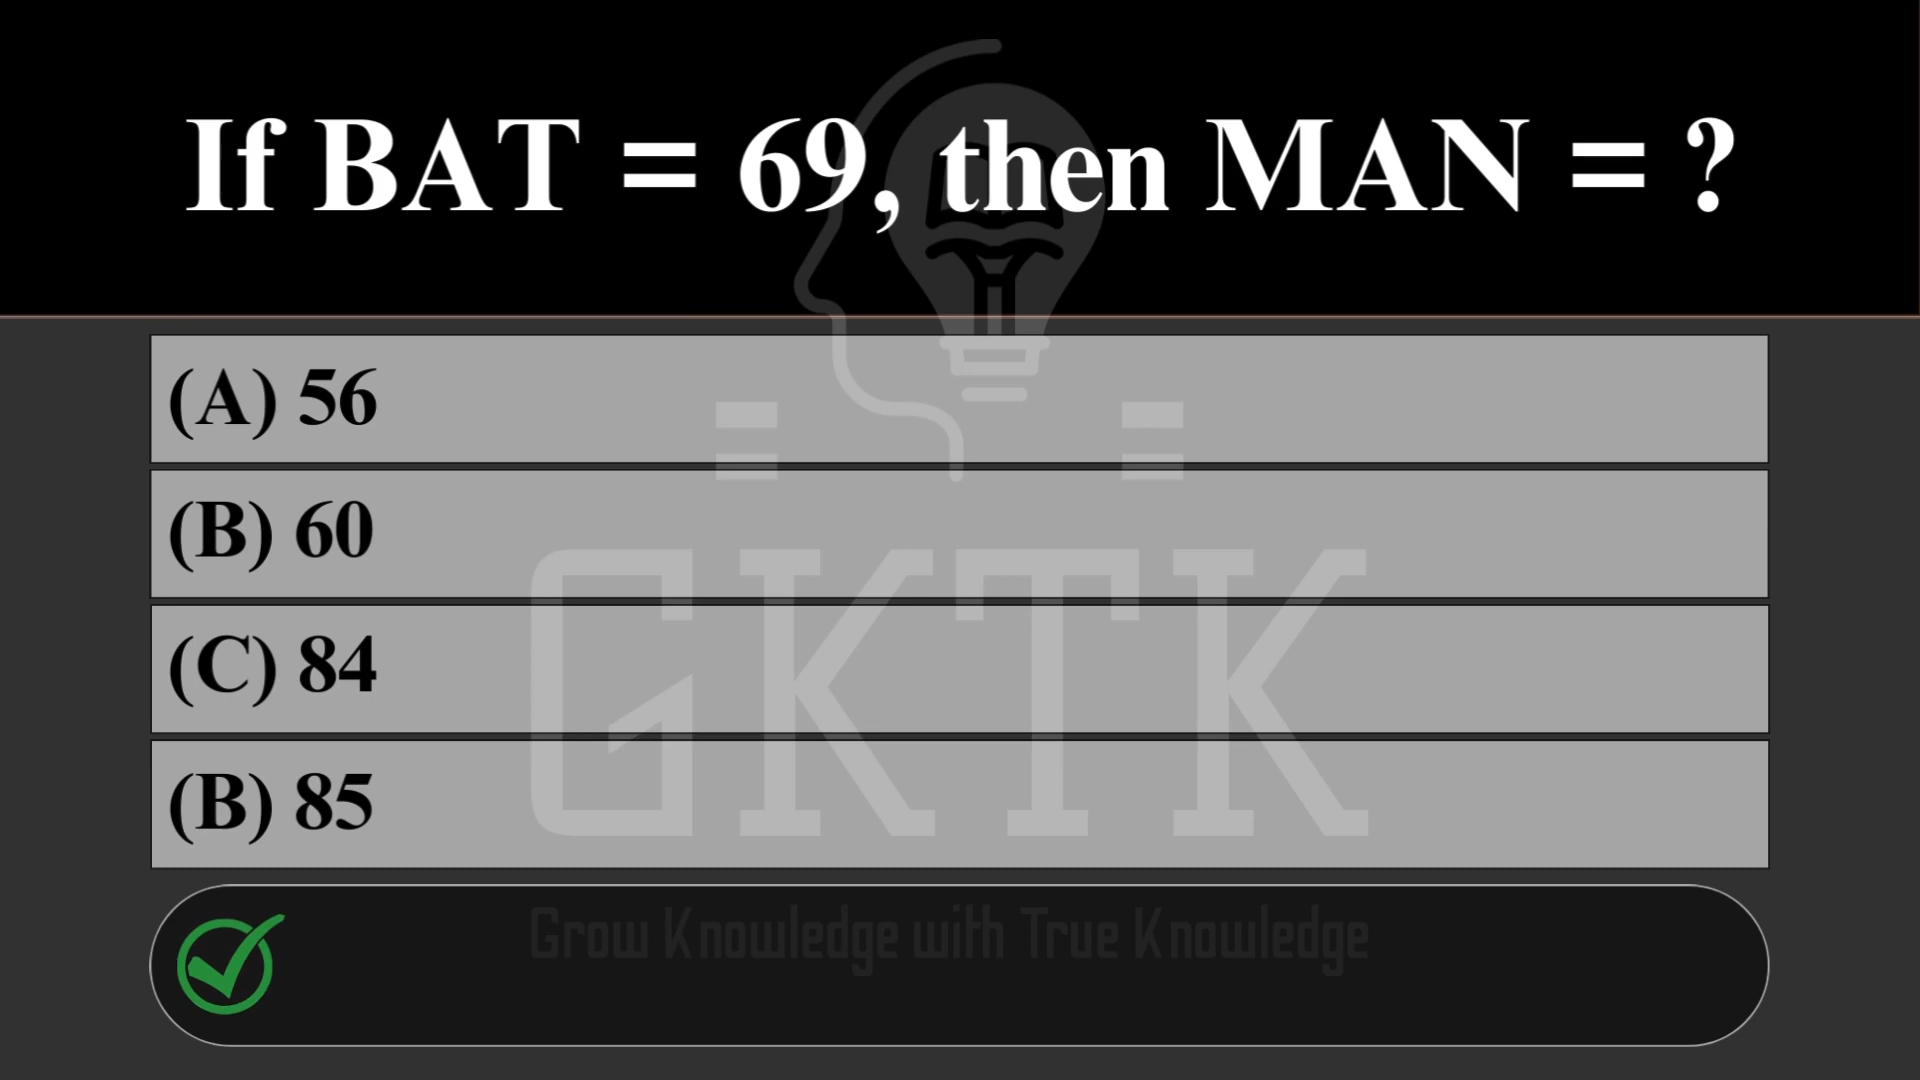 If BAT = 69, then MAN = ?
(A) 56
(B) 60
(C) 84
(B) 85
GKTK
Grow Knowledge with True Knowledge